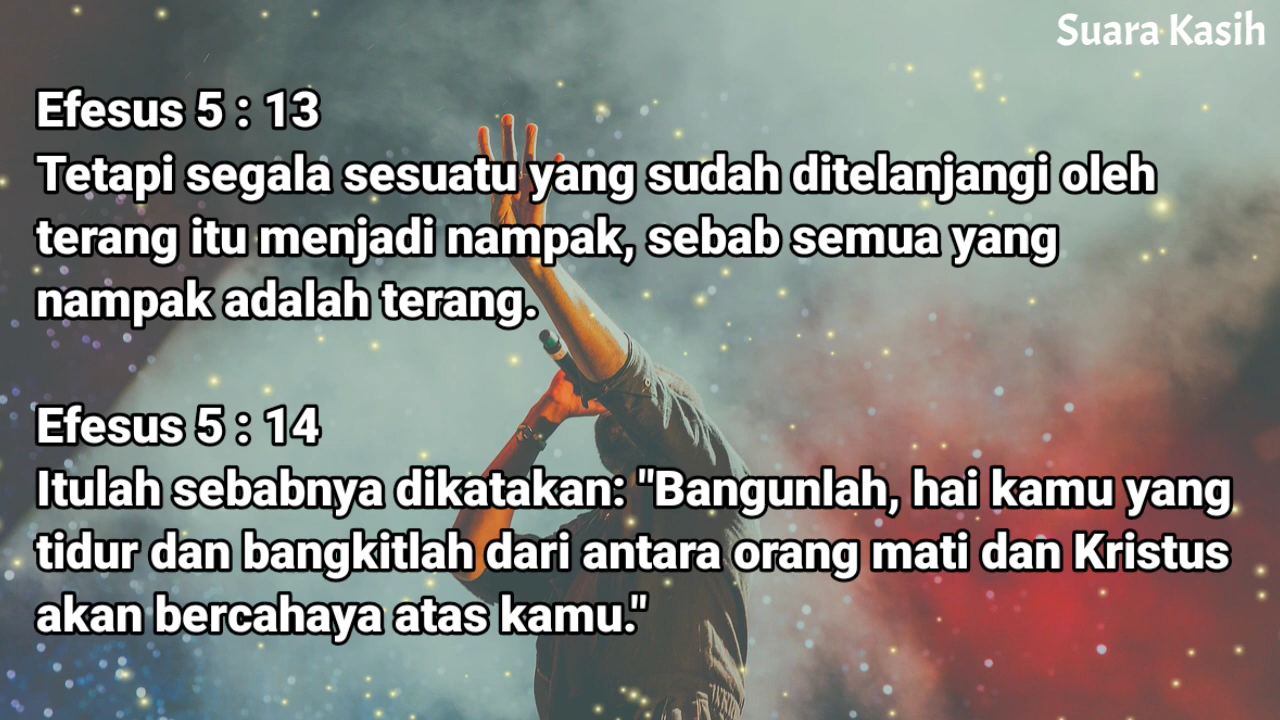 Suara Kasih
Efesus 5 : 13
Tetapi segala sesuatu yang sudah ditelanjangi oleh
terang itu menjadi nampak, sebab semua yang
nampak adalah terang.
Efesus 5 : 14
Itulah sebabnya dikatakan: "Bangunlah, hai kamu yang
tidur dan bangkitlah dari antara orang mati dan Kristus
akan bercahaya atas kamu."